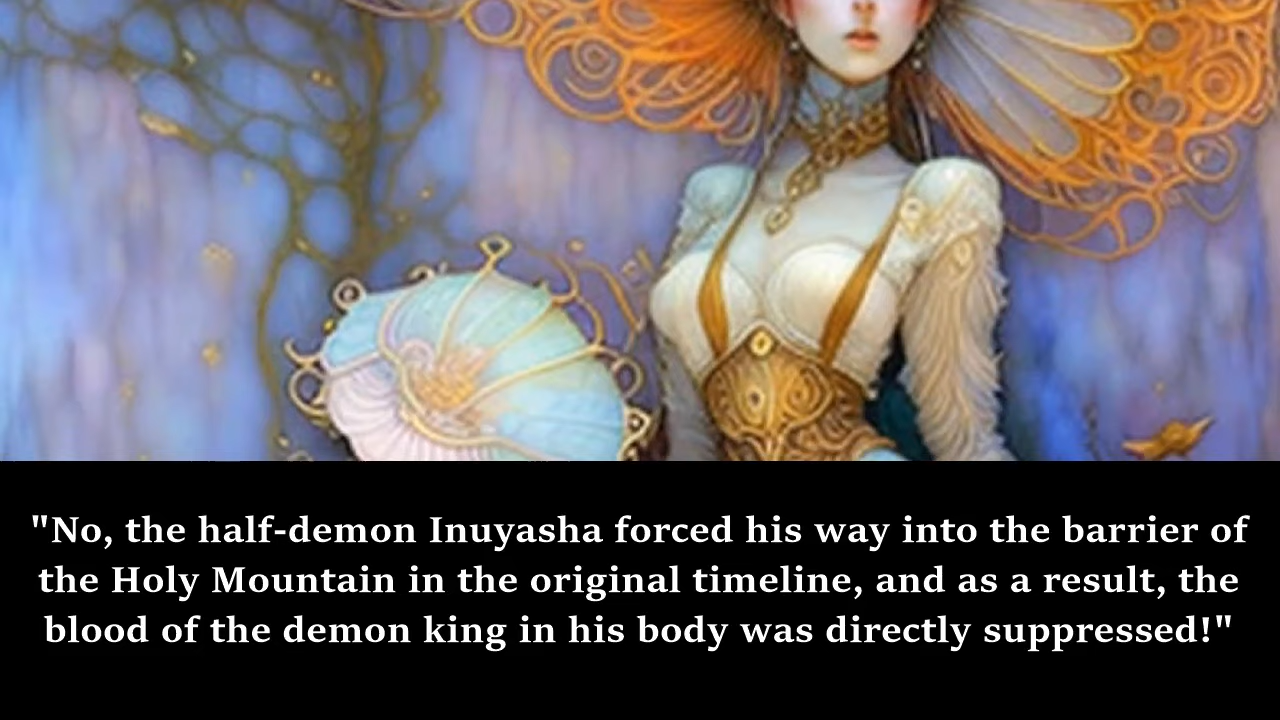 "No, the half-demon Inuyasha forced his way into the barrier of
the Holy Mountain in the original timeline, and as a result, the
blood of the demon king in his body was directly suppressed!"